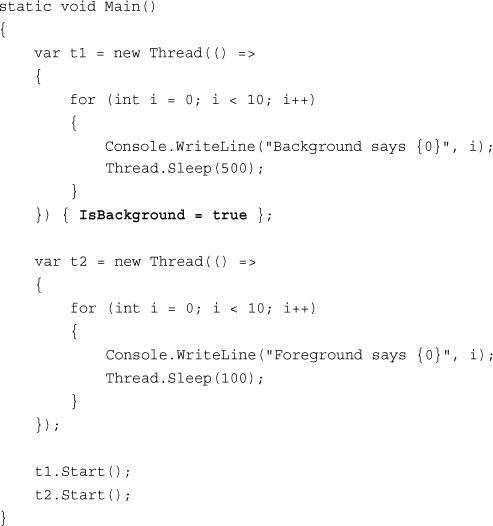 static void Main()
{
    var t1 = new Thread(() =>
    {
        for (int i = 0; i < 10; i++)
        {
            Console.WriteLine("Background says {0}", i);
            Thread.Sleep(500);
        }
    }) { IsBackground = true };

    var t2 = new Thread(() =>
    {
        for (int i = 0; i < 10; i++)
        {
            Console.WriteLine("Foreground says {0}", i);
            Thread.Sleep(100);
        }
    });

    t1.Start();
    t2.Start();
}